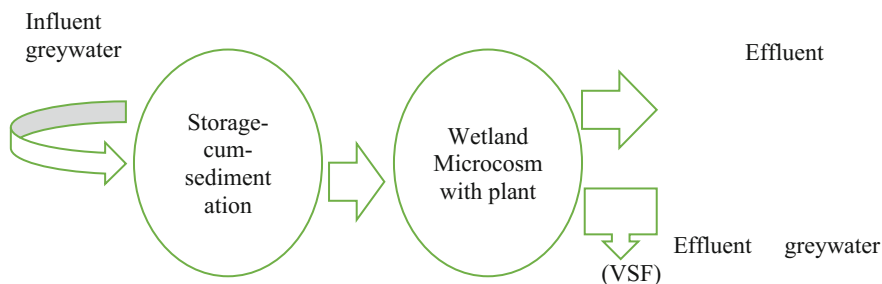 Influent
greywater
Storage-
cum-
sediment
ation
Wetland
Microcosm
with plant
Effluent
Effluent greywater
(VSF)